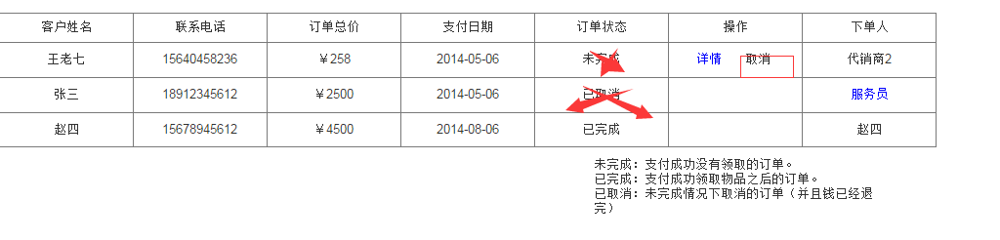 客户姓名 联系电话 订单总价 支付日期 订单状态 操作 下单人
王老七 15640458236 ￥258 2014-05-06 未完成 详情 取消 代销商2
张三 18912345612 ￥2500 2014-05-06 已取消 服务员
赵四 15678945612 ￥4500 2014-08-06 已完成 赵四
未完成：支付成功没有领取的订单。
已完成：支付成功领取物品之后的订单。
已取消：未完成情况下取消的订单（并且钱已经退
完）